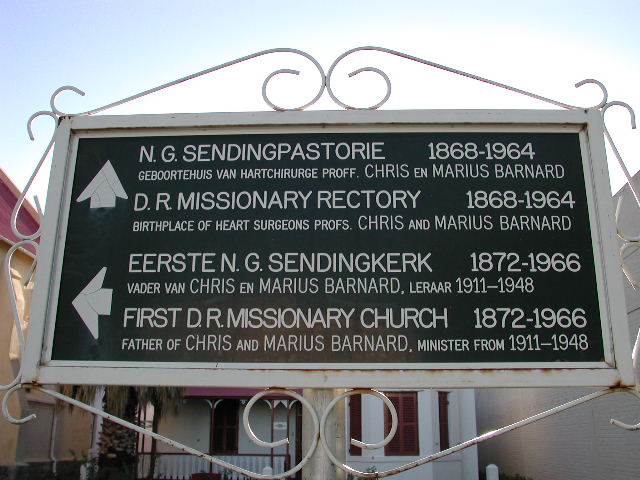 N. G. SENDINGPASTORIE 1868-1964
GEBOORTEHUIS VAN HARTCHIRURGE PROFF. CHRIS EN MARIUS BARNARD
D. R. MISSIONARY RECTORY 1868-1964
BIRTHPLACE OF HEART SURGEONS PROFS. CHRIS AND MARIUS BARNARD
EERSTE N. G. SENDINGKERK 1872-1966
VADER VAN CHRIS EN MARIUS BARNARD, LERAAR 1911-1948
FIRST D. R. MISSIONARY CHURCH 1872-1966
FATHER OF CHRIS AND MARIUS BARNARD, MINISTER FROM 1911-1948